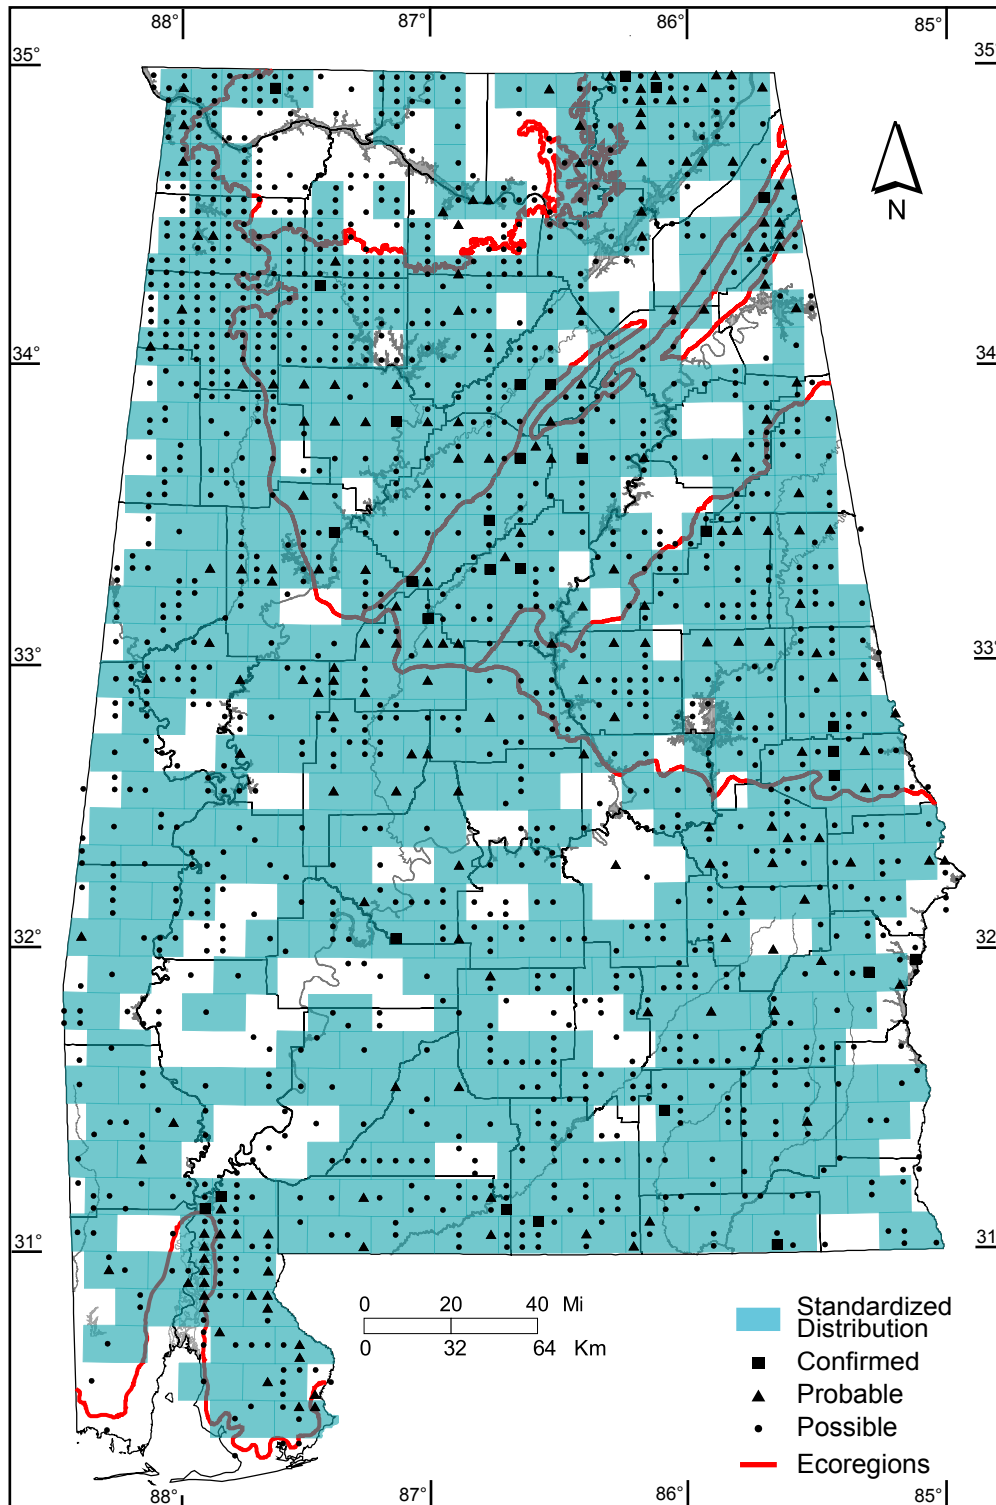 88° 87° 86° 85°
35° 35°
N
34° 34
33° 33°
32° 32
31° 31
0 20 40 Mi
0 32 64 Km
Standardized
Distribution
Confirmed
Probable
Possible
Ecoregions
88° 87° 86° 85°